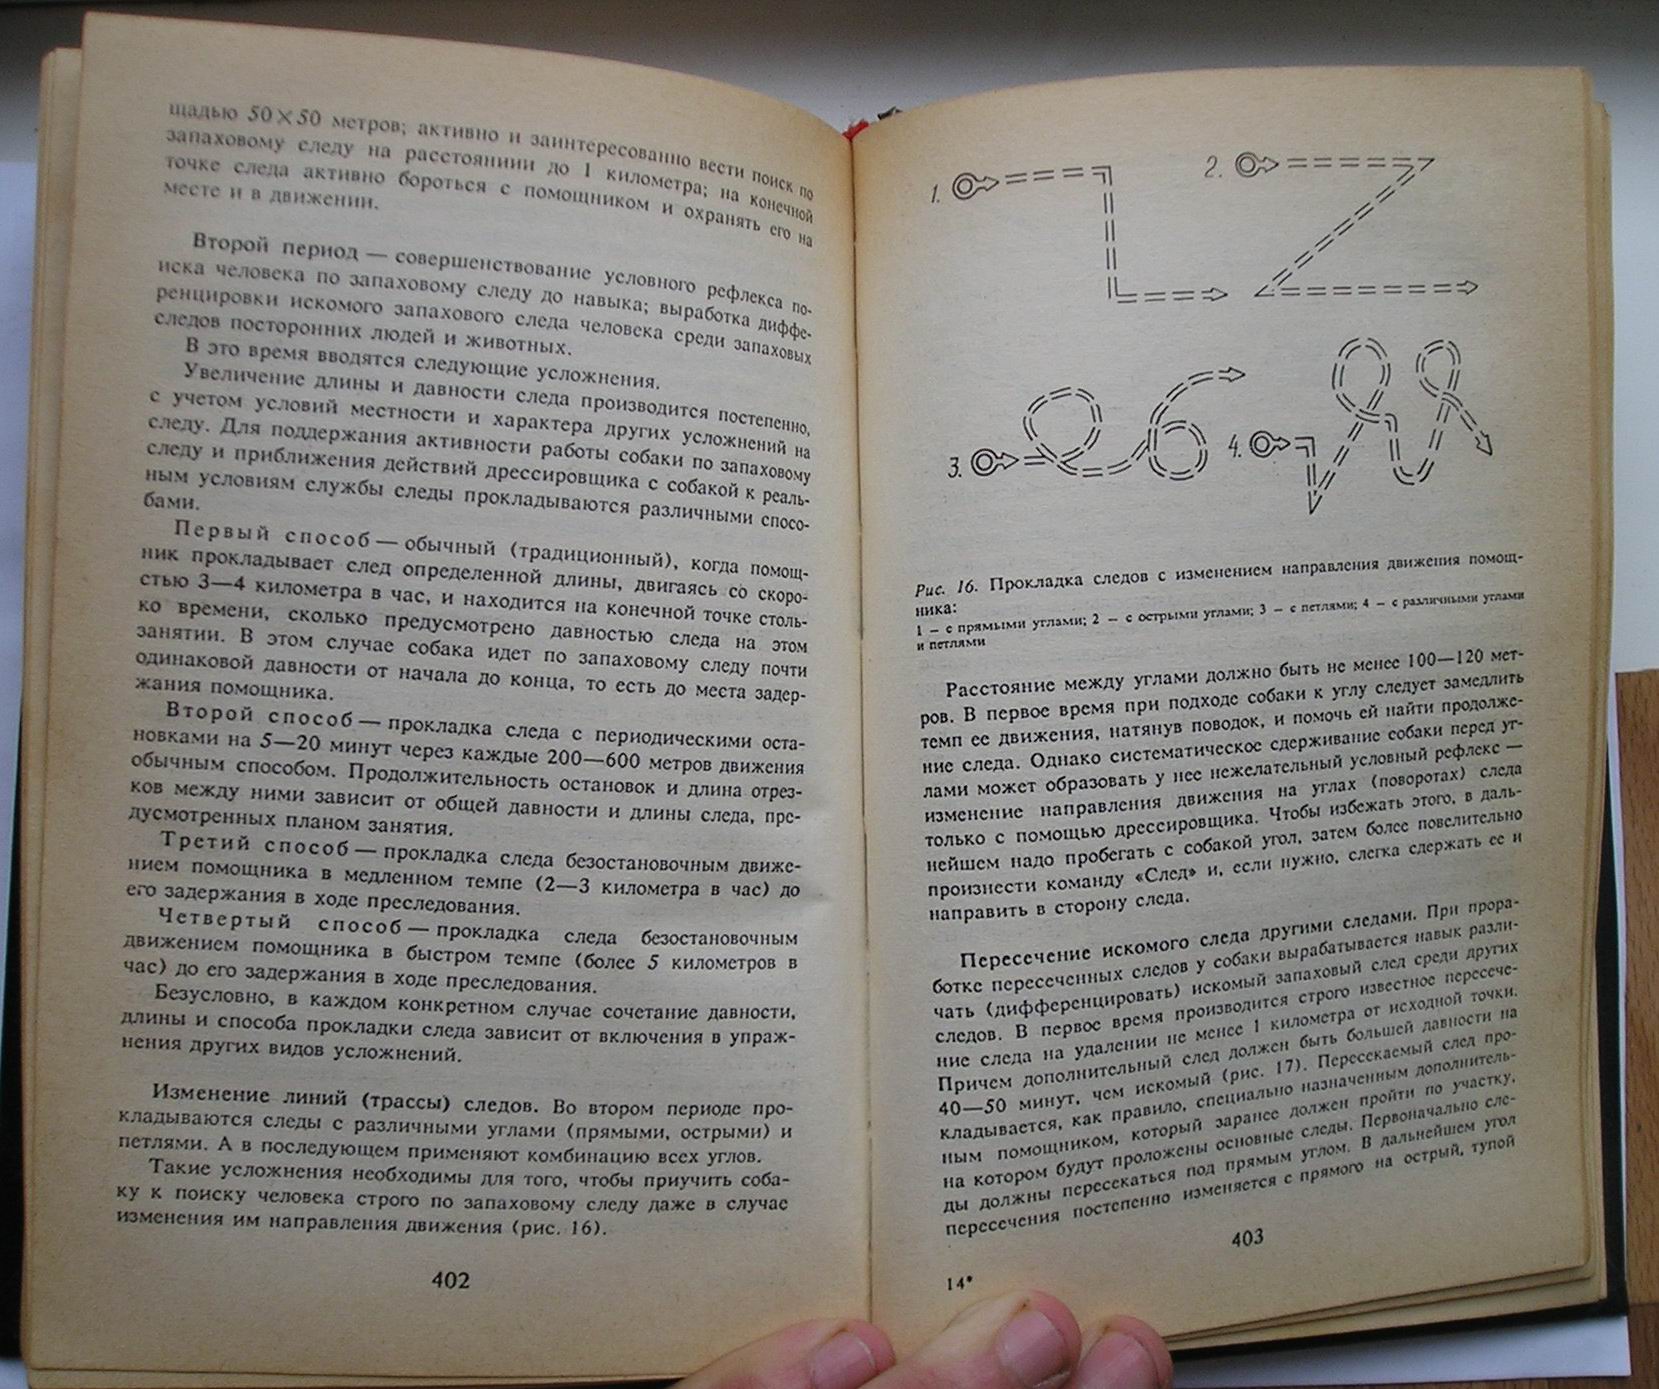 щадью 50×50 метров; активно и заинтересованно вести поиск по
запаховому следу на расстояниии до 1 километра; на конечной
точке следа активно бороться с помощником и охранять его на
месте и в движении.
Второй период — совершенствование условного рефлекса по-
иска человека по запаховому следу до навыка; выработка диффе-
ренцировки искомого запахового следа человека среди запаховых
следов посторонних людей и животных.
В это время вводятся следующие усложнения.
Увеличение длины и давности следа производится постепенно,
с учетом условий местности и характера других усложнений на
следу. Для поддержания активности работы собаки по запаховому
следу и приближения действий дрессировщика с собакой к реаль-
ным условиям службы следы прокладываются различными спосо-
бами.
Первый способ — обычный (традиционный), когда помощ-
ник прокладывает след определенной длины, двигаясь со скоро-
стью 3—4 километра в час, и находится на конечной точке столь-
ко времени, сколько предусмотрено давностью следа на этом
занятии. В этом случае собака идет по запаховому следу почти
одинаковой давности от начала до конца, то есть до места задер-
жания помощника.
Второй способ — прокладка следа с периодическими оста-
новками на 5—20 минут через каждые 200—600 метров движения
обычным способом. Продолжительность остановок и длина отрез-
ков между ними зависит от общей давности и длины следа, пре-
дусмотренных планом занятия.
Третий способ — прокладка следа безостановочным движе-
нием помощника в медленном темпе (2—3 километра в час) до
его задержания в ходе преследования.
Четвертый способ — прокладка следа безостановочным
движением помощника в быстром темпе (более 5 километров в
час) до его задержания в ходе преследования.
Безусловно, в каждом конкретном случае сочетание давности,
длины и способа прокладки следа зависит от включения в упраж-
нения других видов усложнений.
Изменение линий (трассы) следов. Во втором периоде про-
кладываются следы с различными углами (прямыми, острыми) и
петлями. А в последующем применяют комбинацию всех углов.
Такие усложнения необходимы для того, чтобы приучить соба-
ку к поиску человека строго по запаховому следу даже в случае
изменения им направления движения (рис. 16).
402
1.
2.
3.
4.
Рис. 16. Прокладка следов с изменением направления движения помощ-
ника:
1 — с прямыми углами; 2 — с острыми углами; 3 — с петлями; 4 — с различными углами
и петлями
Расстояние между углами должно быть не менее 100—120 мет-
ров. В первое время при подходе собаки к углу следует замедлить
темп ее движения, натянув поводок, и помочь ей найти продолже-
ние следа. Однако систематическое сдерживание собаки перед уг-
лами может образовать у нее нежелательный условный рефлекс —
изменение направления движения на углах (поворотах) следа
только с помощью дрессировщика. Чтобы избежать этого, в даль-
нейшем надо пробегать с собакой угол, затем более повелительно
произнести команду «След» и, если нужно, слегка сдержать ее и
направить в сторону следа.
Пересечение искомого следа другими следами. При прора-
ботке пересеченных следов у собаки вырабатывается навык разли-
чать (дифференцировать) искомый запаховый след среди других
следов. В первое время производится строго известное пересече-
ние следа на удалении не менее 1 километра от исходной точки.
Причем дополнительный след должен быть большей давности на
40—50 минут, чем искомый (рис. 17). Пересекаемый след про-
кладывается, как правило, специально назначенным дополнитель-
ным помощником, который заранее должен пройти по участку,
на котором будут проложены основные следы. Первоначально сле-
ды должны пересекаться под прямым углом. В дальнейшем угол
пересечения постепенно изменяется с прямого на острый, тупой
403
14*